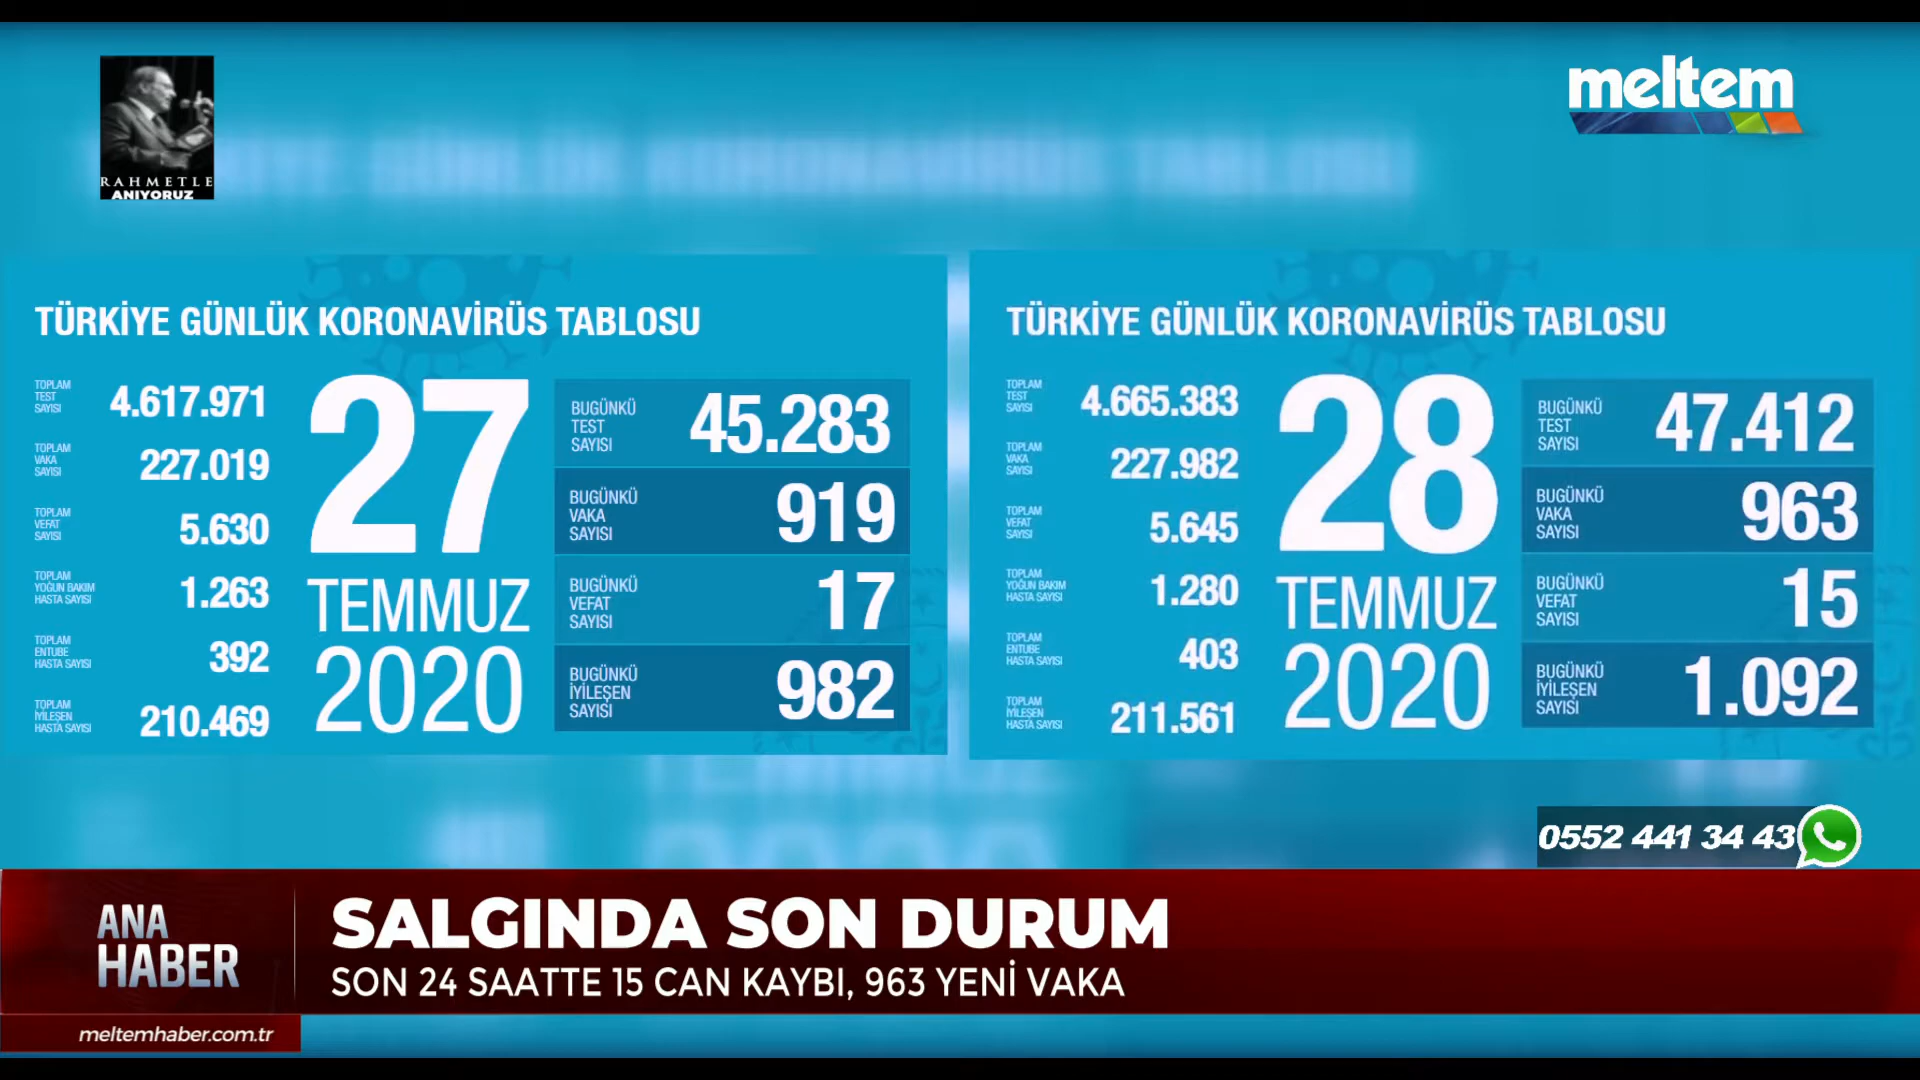 RAHMETLE
ANIYORUZ
meltem
TÜRKİYE GÜNLÜK KORONAVİRÜS TABLOSU
TOPLAM
TEST
SAYISI
4.617.971
TOPLAM
VAKA
SAYISI
227.019
TOPLAM
VEFAT
SAYISI
5.630
TOPLAM
YOĞUN BAKIM
HASTA SAYISI
1.263
TOPLAM
ENTUBE
HASTA SAYISI
392
TOPLAM
İYİLEŞEN
HASTA SAYISI
210.469
27
TEMMUZ
2020
BUGÜNKÜ
TEST
SAYISI
45.283
BUGÜNKÜ
VAKA
SAYISI
919
BUGÜNKÜ
VEFAT
SAYISI
17
BUGÜNKÜ
İYİLEŞEN
SAYISI
982
TÜRKİYE GÜNLÜK KORONAVİRÜS TABLOSU
TOPLAM
TEST
SAYISI
4.665.383
TOPLAM
VAKA
SAYISI
227.982
TOPLAM
VEFAT
SAYISI
5.645
TOPLAM
YOĞUN BAKIM
HASTA SAYISI
1.280
TOPLAM
ENTUBE
HASTA SAYISI
403
TOPLAM
İYİLEŞEN
HASTA SAYISI
211.561
28
TEMMUZ
2020
BUGÜNKÜ
TEST
SAYISI
47.412
BUGÜNKÜ
VAKA
SAYISI
963
BUGÜNKÜ
VEFAT
SAYISI
15
BUGÜNKÜ
İYİLEŞEN
SAYISI
1.092
0552 441 34 43
ANA
HABER
SALGINDA SON DURUM
SON 24 SAATTE 15 CAN KAYBI, 963 YENİ VAKA
meltemhaber.com.tr